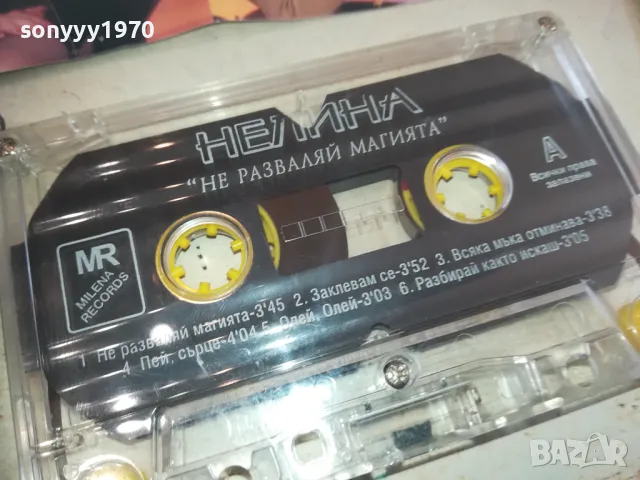 sonyyy1970
НЕЛИНА
"НЕ РАЗВАЛЯЙ МАГИЯТА"
A
Всички права
запазени
MR
MILENA
RECORDS
1 Не разваляй магията-3'45 2. Заклевам се-3'52 3. Всяка мъка отминава-3'38
4 Пей, сърце-4'04 5. Олей, Олей-3'03 6. Разбирай както искаш-3'05
BAZAR
bg